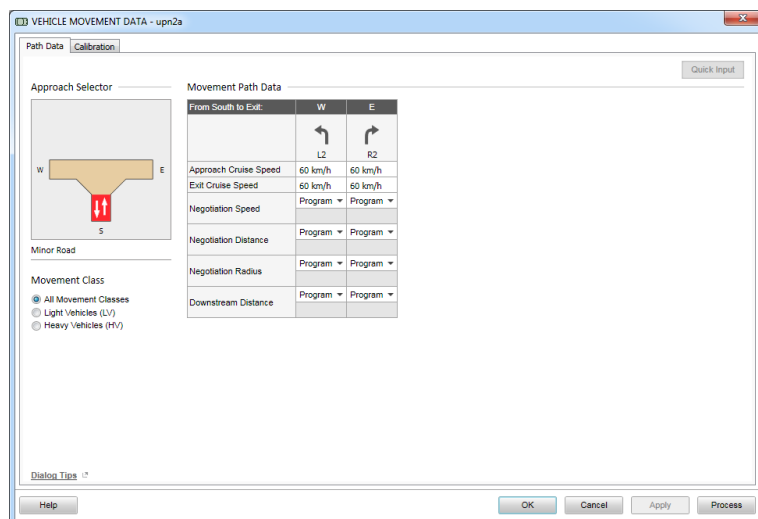 VEHICLE MOVEMENT DATA - upn2a
Path Data Calibration
Quick Input
Approach Selector
W E
S
Minor Road
Movement Class
All Movement Classes
Light Vehicles (LV)
Heavy Vehicles (HV)
Movement Path Data
From South to Exit: W E
L2 R2
Approach Cruise Speed 60 km/h 60 km/h
Exit Cruise Speed 60 km/h 60 km/h
Negotiation Speed Program Program
Negotiation Distance Program Program
Negotiation Radius Program Program
Downstream Distance Program Program
Dialog Tips
Help OK Cancel Apply Process